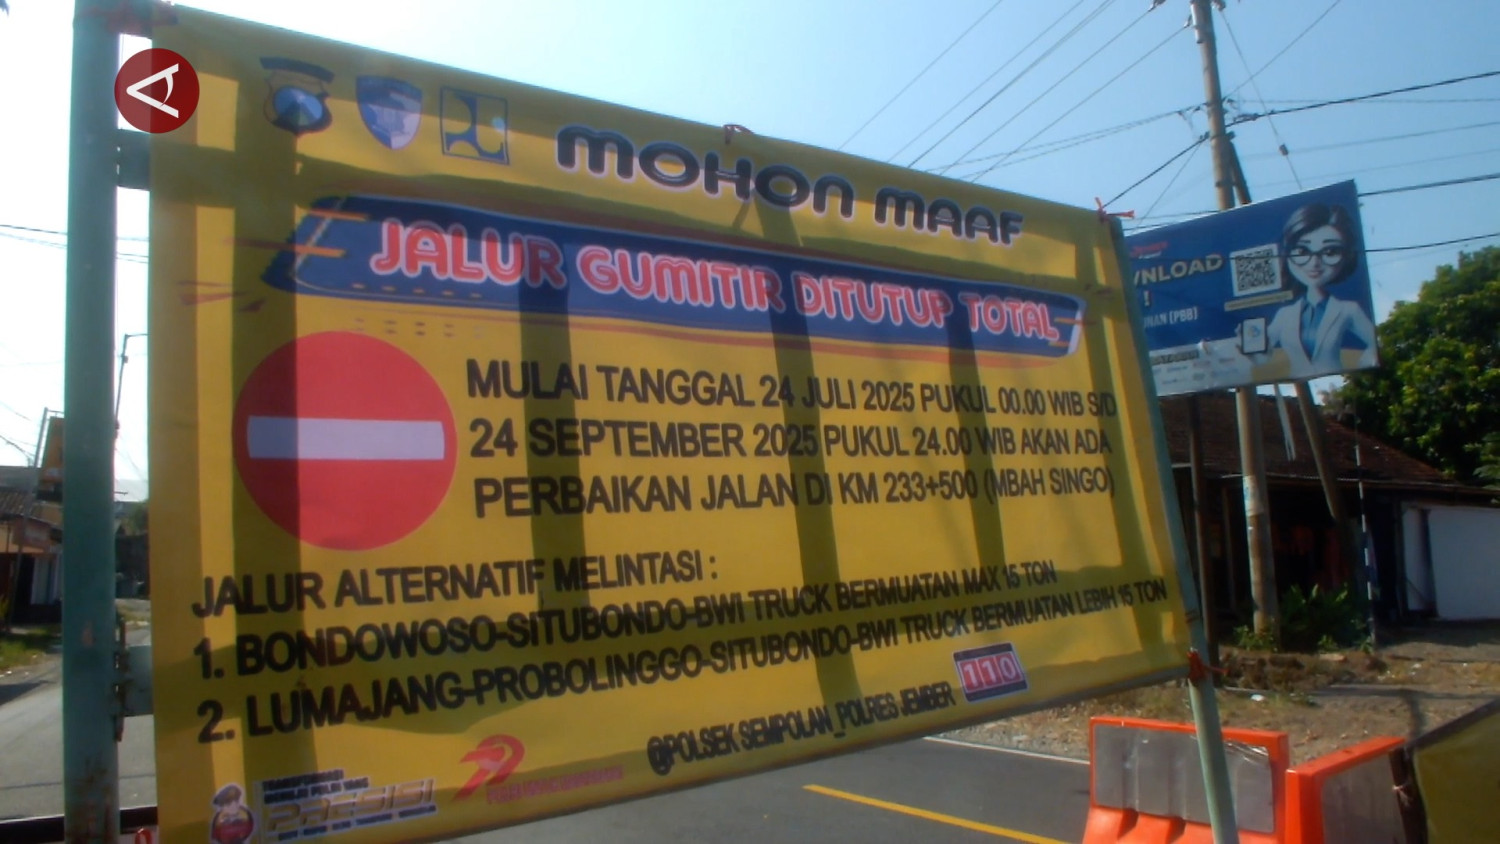 MOHON MAAF
JALUR GUMITIR DITUTUP TOTAL
MULAI TANGGAL 24 JULI 2025 PUKUL 00.00 WIB S/D
24 SEPTEMBER 2025 PUKUL 24.00 WIB AKAN ADA
PERBAIKAN JALAN DI KM 233+500 (MBAH SINGO)
JALUR ALTERNATIF MELINTASI :
1. BONDOWOSO-SITUBONDO-BWI TRUCK BERMUATAN MAX 15 TON
2. LUMAJANG-PROBOLINGGO-SITUBONDO-BWI TRUCK BERMUATAN LEBIH 15 TON
@POLSEK SEMPOLAN_POLRES JEMBER 110
PRESISI
WNLOAD
!
(PBB)